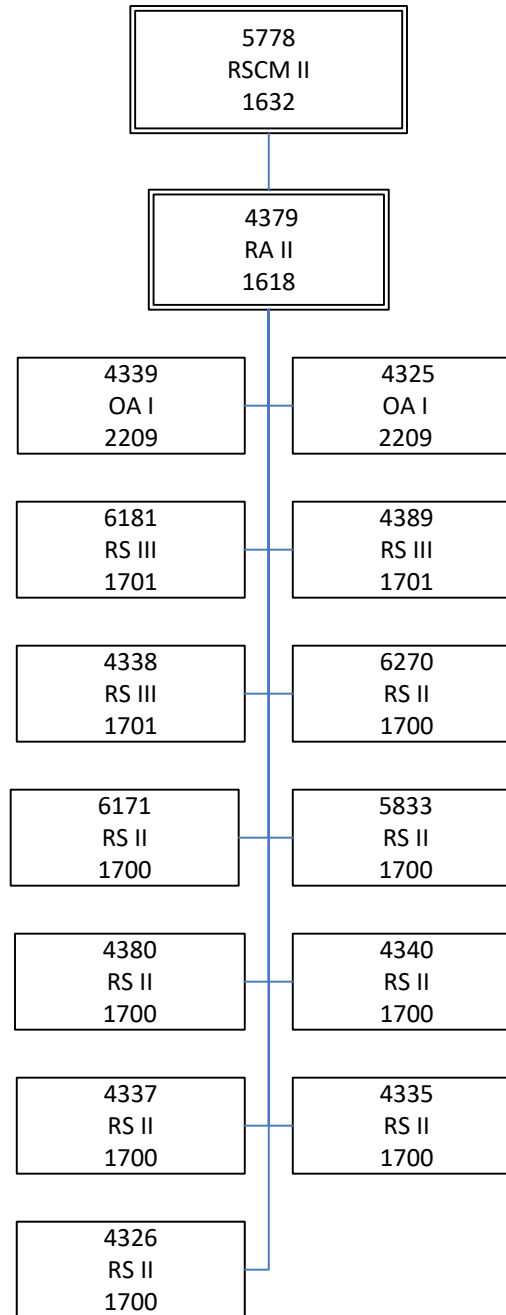 5778
RSCM II
1632
4379
RA II
1618
4339
OA I
2209
4325
OA I
2209
6181
RS III
1701
4389
RS III
1701
4338
RS III
1701
6270
RS II
1700
6171
RS II
1700
5833
RS II
1700
4380
RS II
1700
4340
RS II
1700
4337
RS II
1700
4335
RS II
1700
4326
RS II
1700